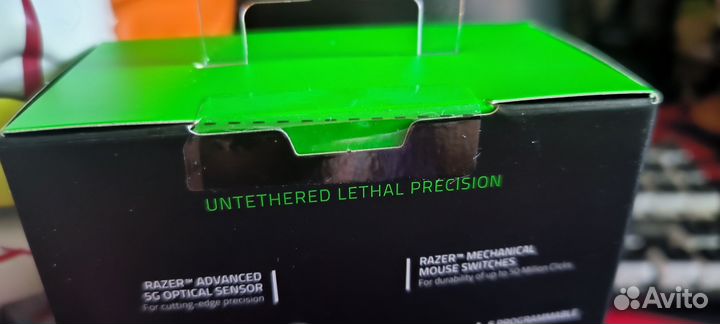 UNTETHERED LETHAL PRECISION
RAZER™ ADVANCED
5G OPTICAL SENSOR
For cutting-edge precision
RAZER™ MECHANICAL
MOUSE SWITCHES
For durability of up to 50 Million Clicks
PROGRAMMABLE
Avito